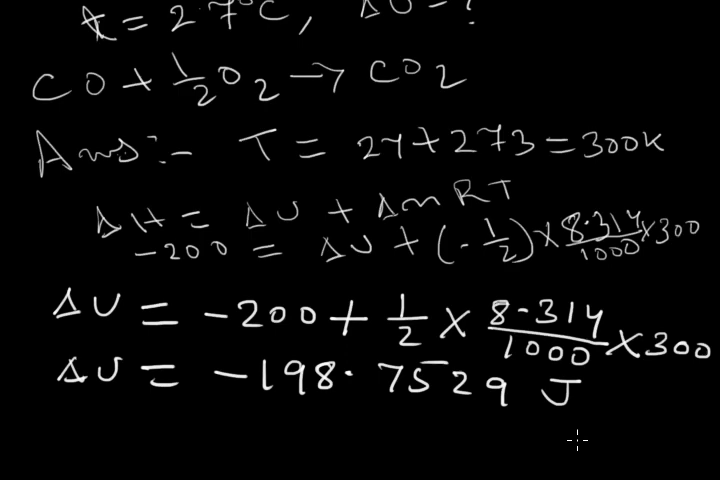 t = 27°C, ΔU = ?
CO + 1/2 O2 → CO2
Ans:- T = 27+273 = 300K
ΔH = ΔU + ΔnRT
-200 = ΔU + (-1/2) × 8.314/1000 × 300
ΔU = -200 + 1/2 × 8.314/1000 × 300
ΔU = -198.7529 J